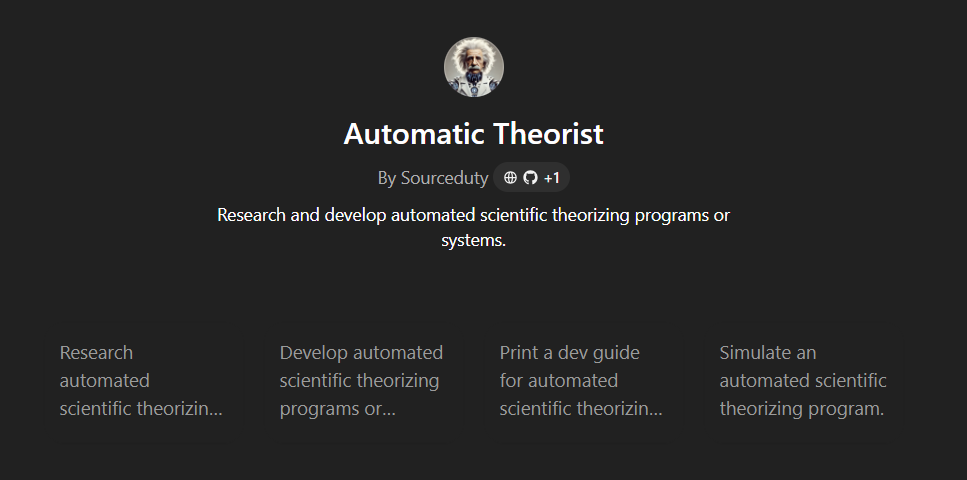 Automatic Theorist
By Sourceduty +1
Research and develop automated scientific theorizing programs or
systems.
Research
automated
scientific theorizin...
Develop automated
scientific theorizing
programs or...
Print a dev guide
for automated
scientific theorizin...
Simulate an
automated scientific
theorizing program.